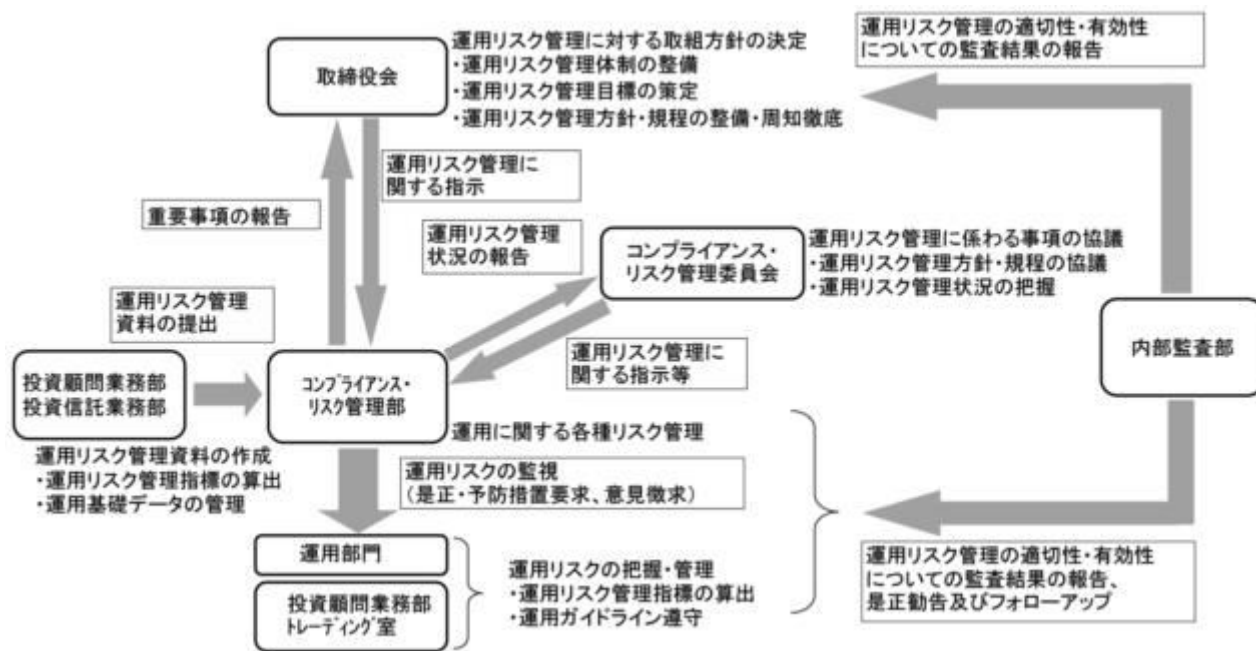 運用リスク管理に対する取組方針の決定
・運用リスク管理体制の整備
・運用リスク管理目標の策定
・運用リスク管理方針・規程の整備・周知徹底
取締役会
運用リスク管理の適切性・有効性
についての監査結果の報告
運用リスク管理に
関する指示
重要事項の報告
運用リスク管理
状況の報告
コンプライアンス・
リスク管理委員会
運用リスク管理に係わる事項の協議
・運用リスク管理方針・規程の協議
・運用リスク管理状況の把握
運用リスク管理
資料の提出
運用リスク管理に
関する指示等
内部監査部
投資顧問業務部
投資信託業務部
コンプライアンス・
リスク管理部
運用に関する各種リスク管理
運用リスク管理資料の作成
・運用リスク管理指標の算出
・運用基礎データの管理
運用リスクの監視
(是正・予防措置要求、意見徴求)
運用部門
投資顧問業務部
トレーディング室
運用リスクの把握・管理
・運用リスク管理指標の算出
・運用ガイドライン遵守
運用リスク管理の適切性・有効性
についての監査結果の報告、
是正勧告及びフォローアップ